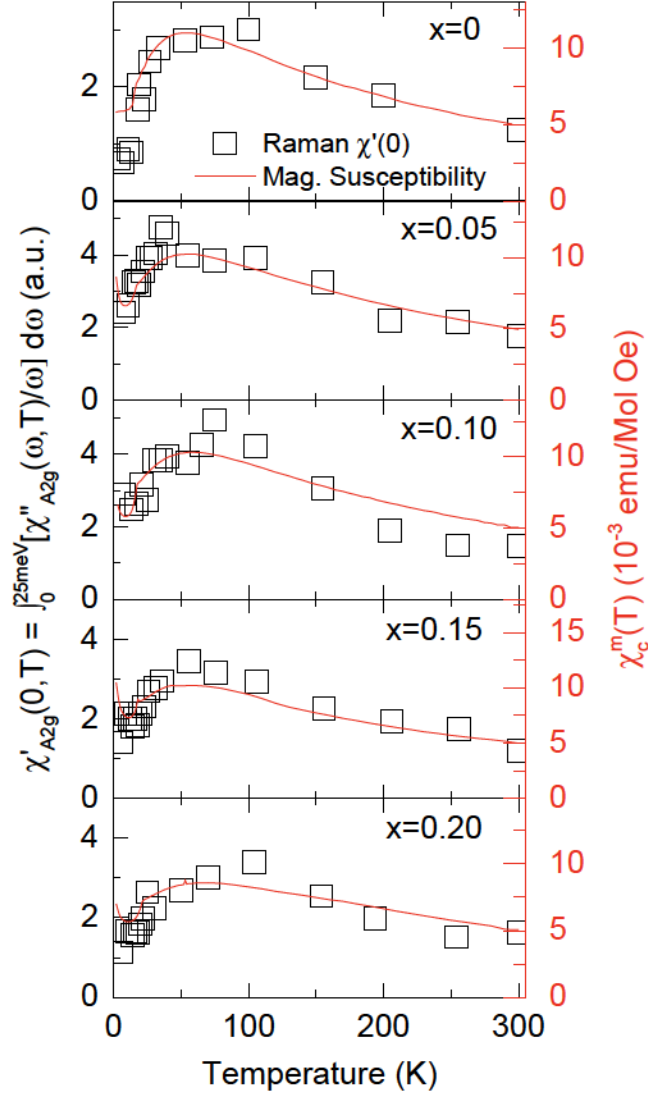 x=0
Raman χ'(0)
Mag. Susceptibility
2
0
10
5
0
x=0.05
4
2
0
10
5
0
x=0.10
4
2
0
10
5
0
x=0.15
4
2
0
15
10
5
0
x=0.20
4
2
0
10
5
0
0 100 200 300
Temperature (K)
χ'A2g(0,T) = ∫0^25meV[χ''A2g(ω,T)/ω] dω (a.u.)
χcm(T) (10-3 emu/Mol Oe)